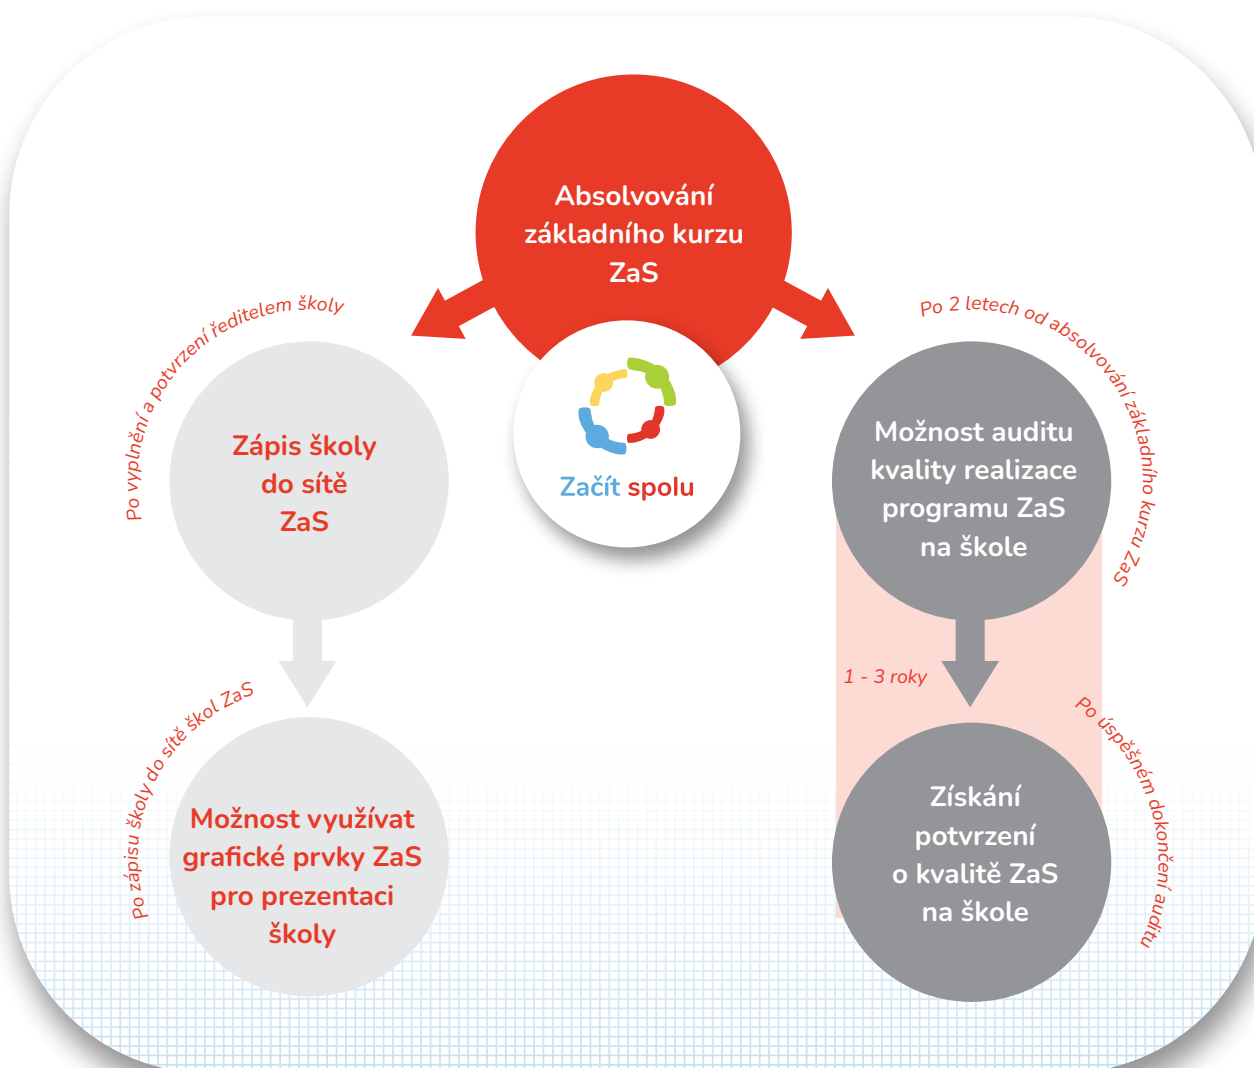 Absolvování
základního kurzu
ZaS
Začít spolu
Po vyplnění a potvrzení ředitelem školy
Zápis školy
do sítě
ZaS
Po zápisu školy do sítě škol ZaS
Možnost využívat
grafické prvky ZaS
pro prezentaci
školy
Po 2 letech od absolvování základního kurzu ZaS
Možnost auditu
kvality realizace
programu ZaS
na škole
1 - 3 roky
Po úspěšném dokončení auditu
Získání
potvrzení
o kvalitě ZaS
na škole